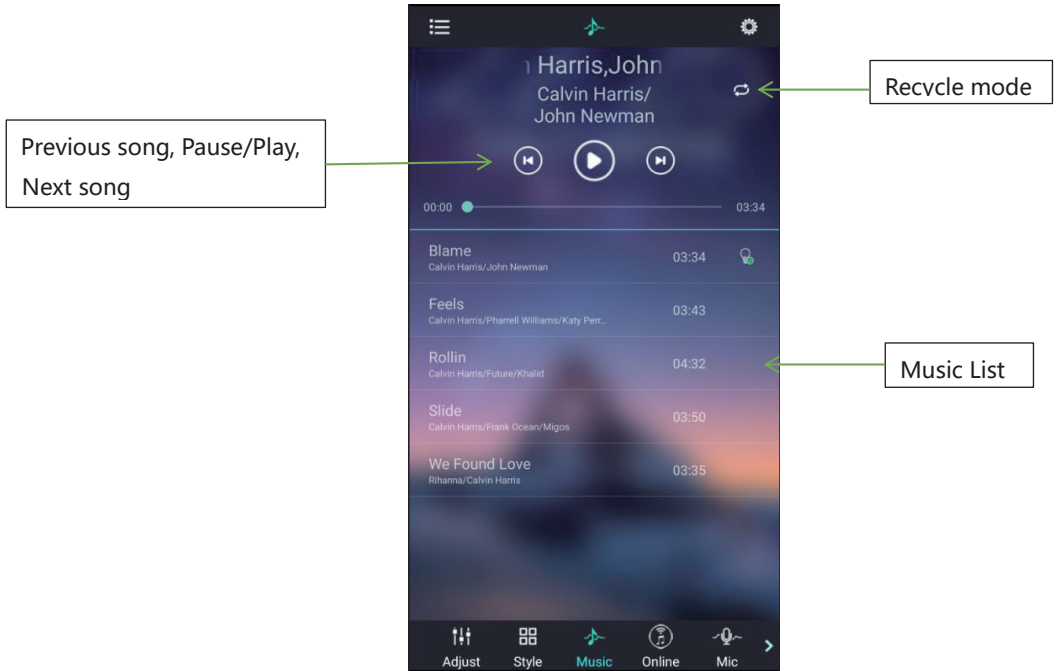 Harris,John
Calvin Harris/
John Newman
Recycle mode
Previous song, Pause/Play,
Next song
00:00
03:34
Blame
Calvin Harris/John Newman
03:34
Feels
Calvin Harris/Pharrell Williams/Katy Perr...
03:43
Rollin
Calvin Harris/Future/Khalid
04:32
Music List
Slide
Calvin Harris/Frank Ocean/Migos
03:50
We Found Love
Rihanna/Calvin Harris
03:35
Adjust
Style
Music
Online
Mic